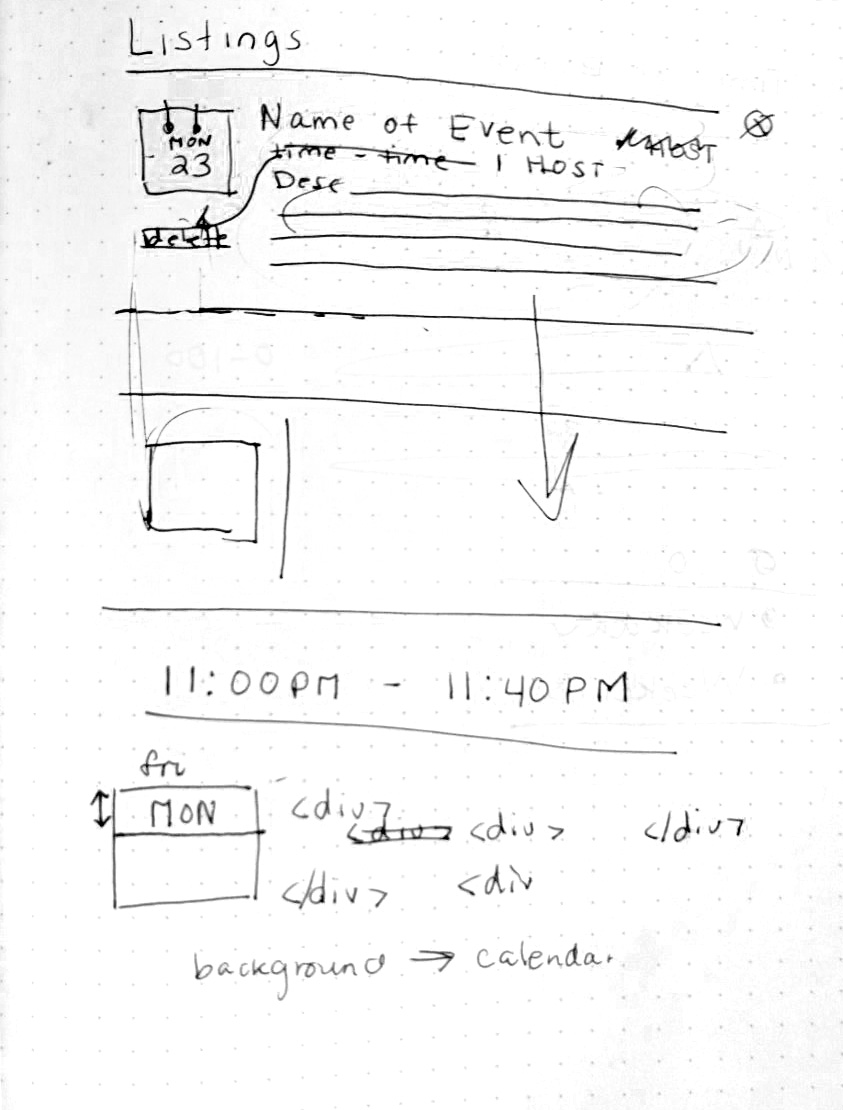 Listings
Name of Event HOST
MON
23
time - time | HOST
Desc
delete
11:00PM - 11:40PM
fri
MON
<div>
<div> <div> </div>
</div> <div
background → calendar